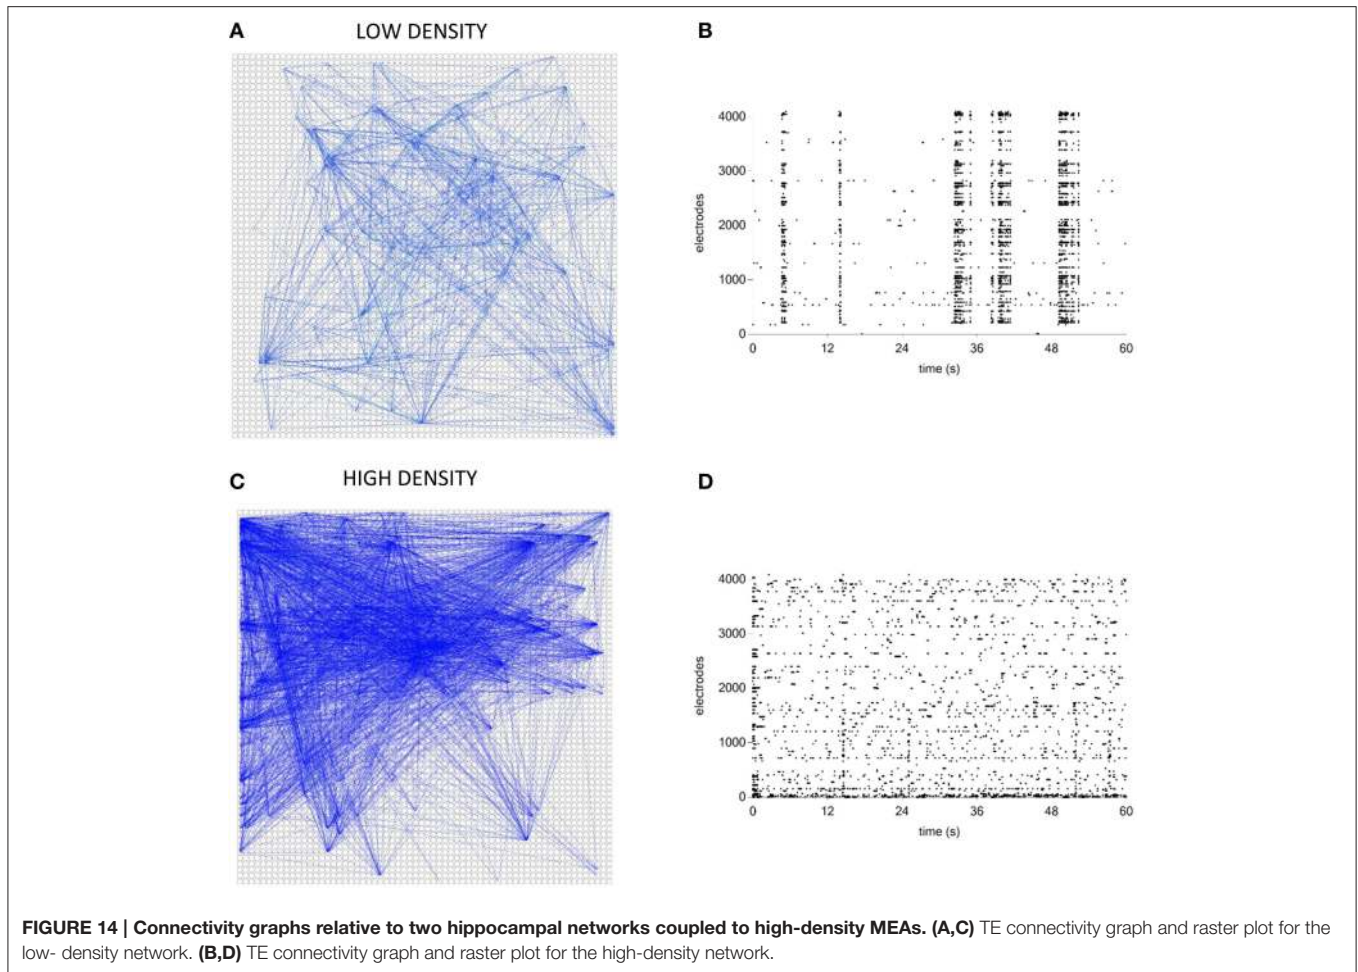 A
LOW DENSITY
B
4000
3000
2000
1000
0
electrodes
0 12 24 36 48 60
time (s)
C
HIGH DENSITY
D
4000
3000
2000
1000
0
electrodes
0 12 24 36 48 60
time (s)
FIGURE 14 | Connectivity graphs relative to two hippocampal networks coupled to high-density MEAs. (A,C) TE connectivity graph and raster plot for the
low- density network. (B,D) TE connectivity graph and raster plot for the high-density network.